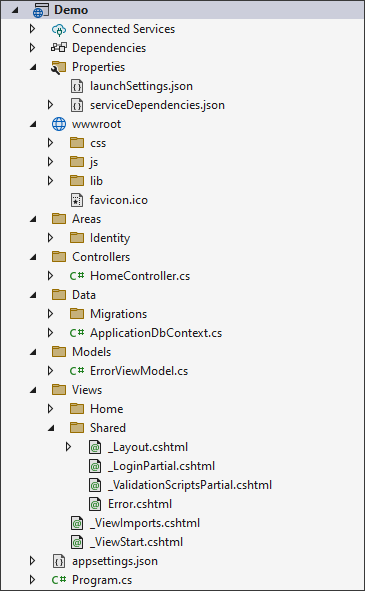 Demo
Connected Services
Dependencies
Properties
launchSettings.json
serviceDependencies.json
wwwroot
css
js
lib
favicon.ico
Areas
Identity
Controllers
C# HomeController.cs
Data
Migrations
C# ApplicationDbContext.cs
Models
C# ErrorViewModel.cs
Views
Home
Shared
_Layout.cshtml
_LoginPartial.cshtml
_ValidationScriptsPartial.cshtml
Error.cshtml
_ViewImports.cshtml
_ViewStart.cshtml
appsettings.json
C# Program.cs